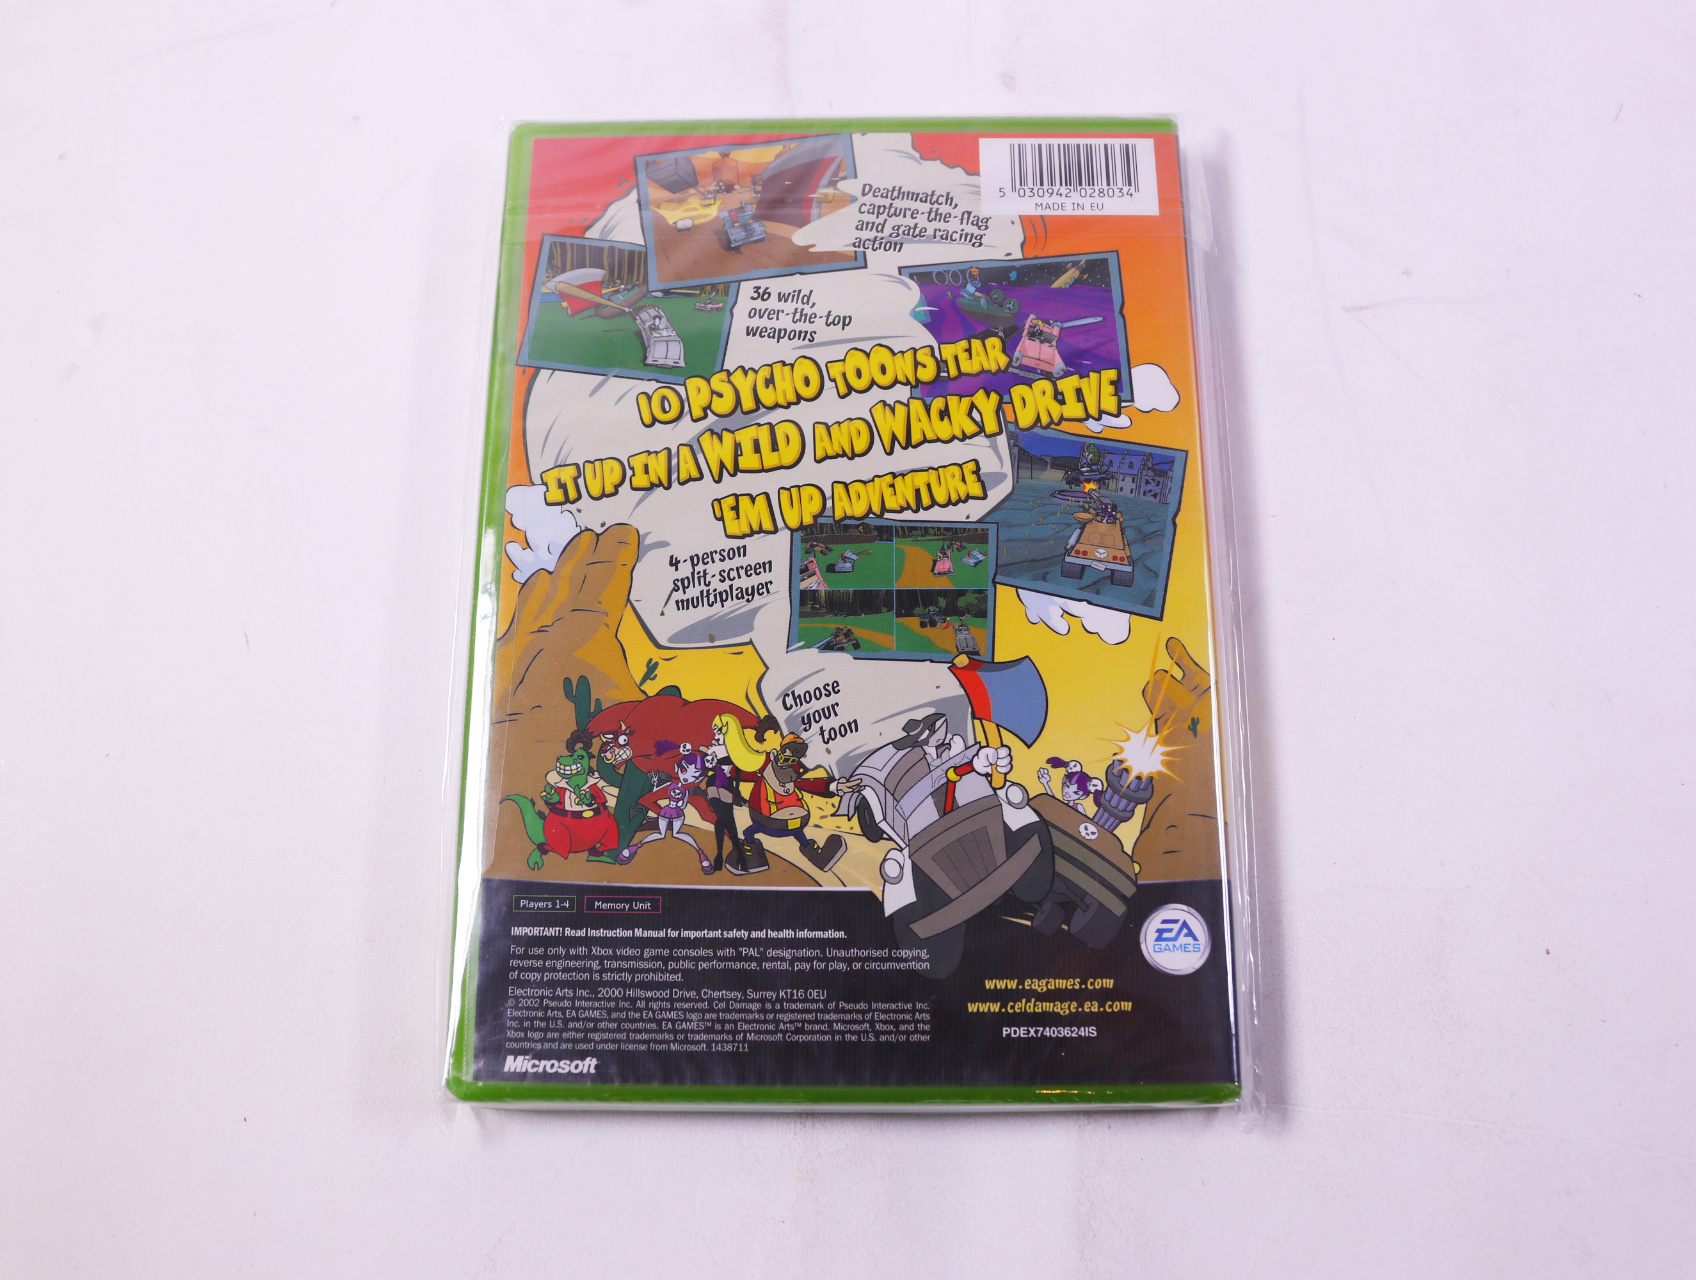 5 030942 028034
MADE IN EU
Deathmatch,
capture-the-flag
and gate racing
action
36 wild,
over-the-top
weapons
10 PSYCHO TOONS TEAR
IT UP IN A WILD AND WACKY DRIVE
'EM UP ADVENTURE
4-person
split-screen
multiplayer
Choose
your
toon
Players 1-4
Memory Unit
IMPORTANT! Read Instruction Manual for important safety and health information.
For use only with Xbox video game consoles with "PAL" designation. Unauthorised copying,
reverse engineering, transmission, public performance, rental, pay for play, or circumvention
of copy protection is strictly prohibited.
Electronic Arts Inc., 2000 Hillswood Drive, Chertsey, Surrey KT16 0EU
© 2002 Pseudo Interactive Inc. All rights reserved. Cel Damage is a trademark of Pseudo Interactive Inc.
Electronic Arts, EA GAMES, and the EA GAMES logo are trademarks or registered trademarks of Electronic Arts
Inc. in the U.S. and/or other countries. EA GAMES™ is an Electronic Arts™ brand. Microsoft, Xbox, and the
Xbox logo are either registered trademarks or trademarks of Microsoft Corporation in the U.S. and/or other
countries and are used under license from Microsoft. 1438711
Microsoft
EA
GAMES
www.eagames.com
www.celdamage.ea.com
PDEX7403624IS